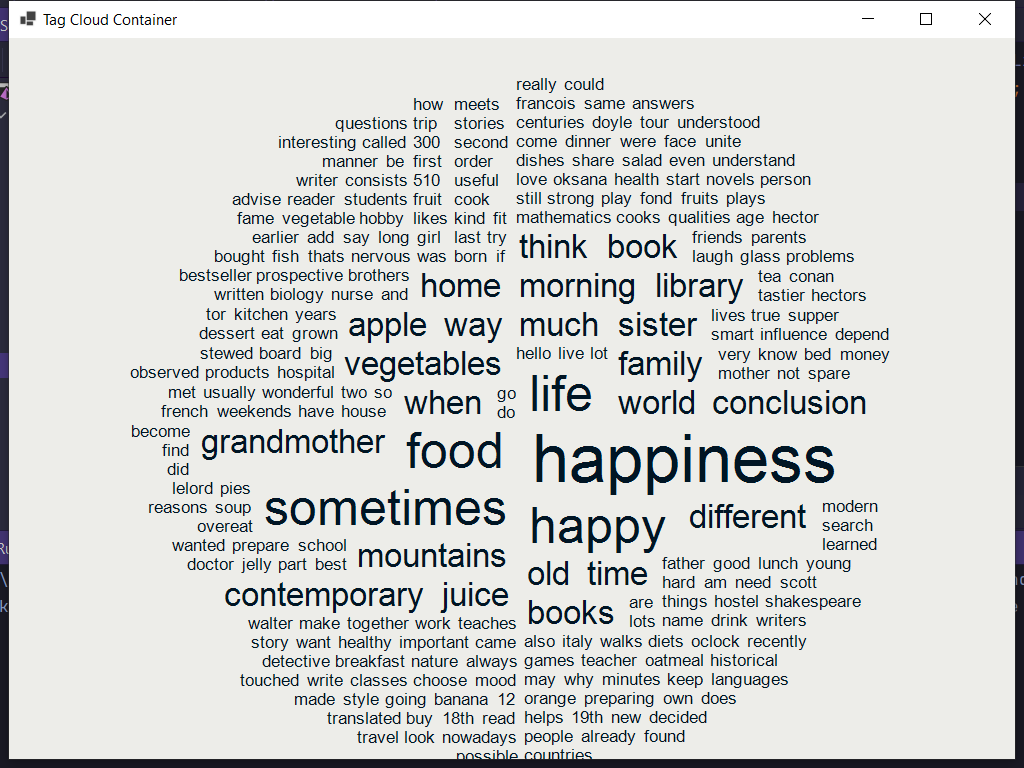 Tag Cloud Container
really could
how meets francois same answers
questions trip stories centuries doyle tour understood
interesting called 300 second come dinner were face unite
manner be first order dishes share salad even understand
writer consists 510 useful love oksana health start novels person
advise reader students fruit cook still strong play fond fruits plays
fame vegetable hobby likes kind fit mathematics cooks qualities age hector
earlier add say long girl last try think book friends parents
bought fish thats nervous was born if laugh glass problems
bestseller prospective brothers home morning library tea conan
written biology nurse and tastier hectors
tor kitchen years apple way much sister lives true supper
dessert eat grown smart influence depend
stewed board big vegetables hello live lot family very know bed money
observed products hospital mother not spare
met usually wonderful two so when go life world conclusion
french weekends have house do
become grandmother food happiness
find
did
lelord pies sometimes
reasons soup happy different modern
overeat search
wanted prepare school mountains learned
doctor jelly part best old time father good lunch young
hard am need scott
contemporary juice books are things hostel shakespeare
walter make together work teaches lots name drink writers
story want healthy important came also italy walks diets oclock recently
detective breakfast nature always games teacher oatmeal historical
touched write classes choose mood may why minutes keep languages
made style going banana 12 orange preparing own does
translated buy 18th read helps 19th new decided
travel look nowadays people already found
possible countries